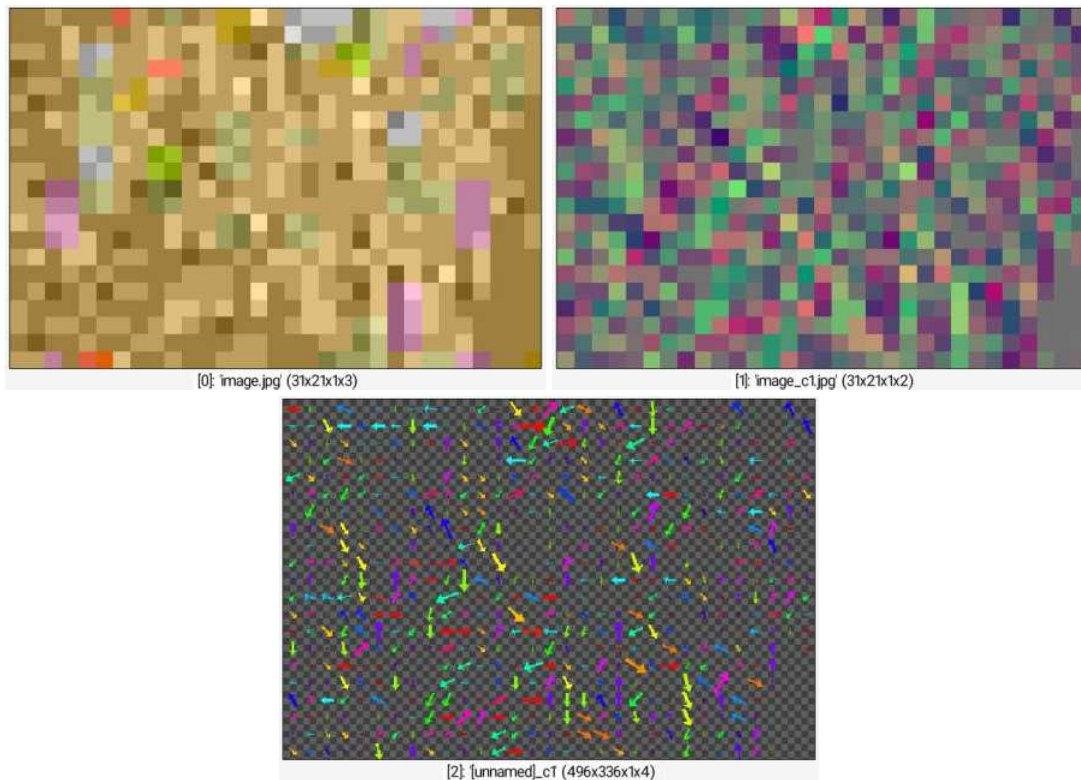 [0]: 'image.jpg' (31x21x1x3)
[1]: 'image_c1.jpg' (31x21x1x2)
[2]: '[unnamed]_c1' (496x336x1x4)